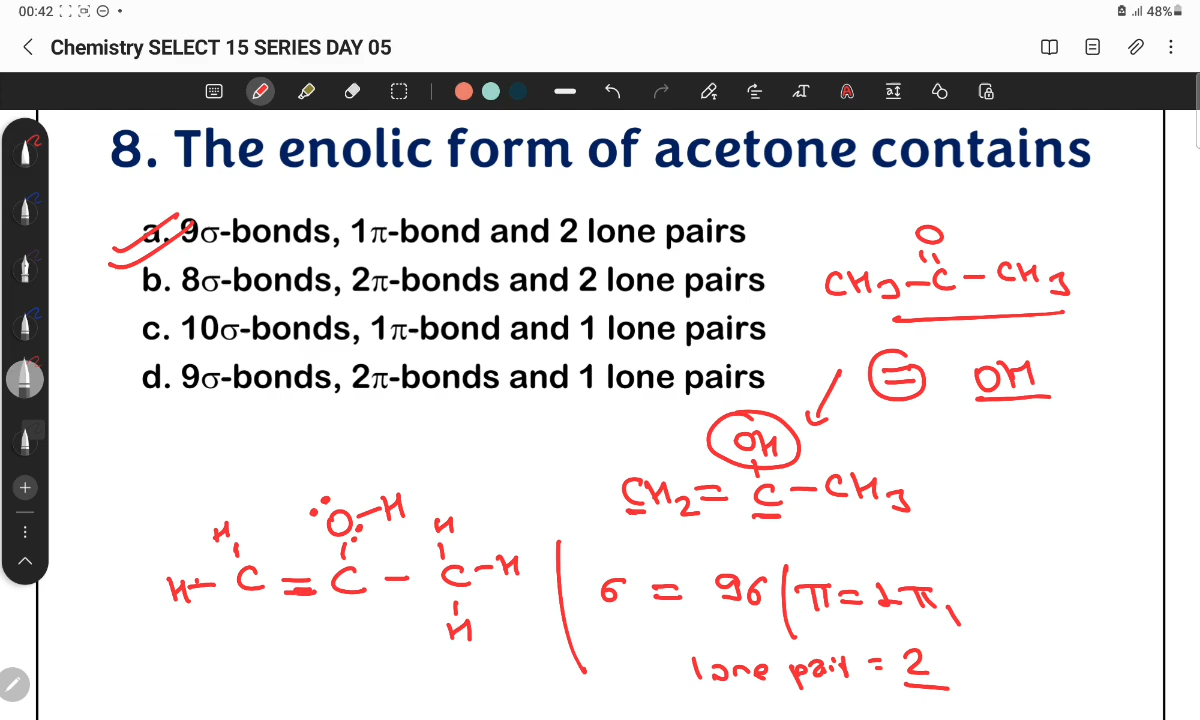 00:42
48%
Chemistry SELECT 15 SERIES DAY 05
8. The enolic form of acetone contains
a. 9σ-bonds, 1π-bond and 2 lone pairs
b. 8σ-bonds, 2π-bonds and 2 lone pairs
c. 10σ-bonds, 1π-bond and 1 lone pairs
d. 9σ-bonds, 2π-bonds and 1 lone pairs
O
CH3-C-CH3
= OH
OH
CH2=C-CH3
H O-H H
H-C=C-C-H
H
σ = 9σ | π = 1π,
lone pair = 2